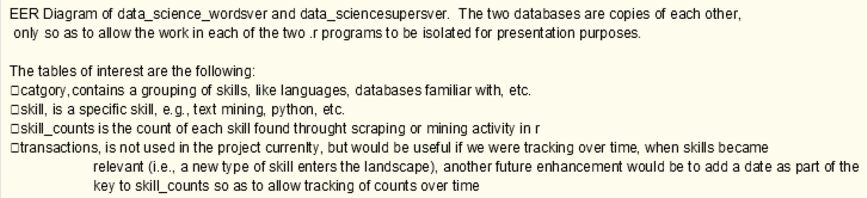 EER Diagram of data_science_wordsver and data_sciencesupersver.  The two databases are copies of each other,
only so as to allow the work in each of the two .r programs to be isolated for presentation purposes.
The tables of interest are the following:
□catgory, contains a grouping of skills, like languages, databases familiar with, etc.
□skill, is a specific skill, e.g., text mining, python, etc.
□skill_counts is the count of each skill found throught scraping or mining activity in r
□transactions, is not used in the project currenlty, but would be useful if we were tracking over time, when skills became
relevant (i.e., a new type of skill enters the landscape), another future enhancement would be to add a date as part of the
key to skill_counts so as to allow tracking of counts over time